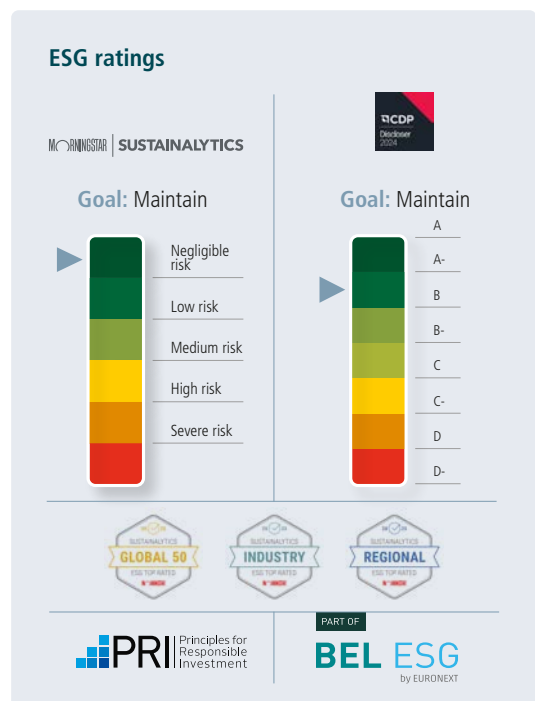 ESG ratings
MORNINGSTAR | SUSTAINALYTICS
Goal: Maintain
Negligible
risk
Low risk
Medium risk
High risk
Severe risk
CDP
Discloser
2024
Goal: Maintain
A
A-
B
B-
C
C-
D
D-
SUSTAINALYTICS
GLOBAL 50
ESG TOP RATED
SUSTAINALYTICS
INDUSTRY
ESG TOP RATED
SUSTAINALYTICS
REGIONAL
ESG TOP RATED
PRI
Principles for
Responsible
Investment
PART OF
BEL ESG
by EURONEXT